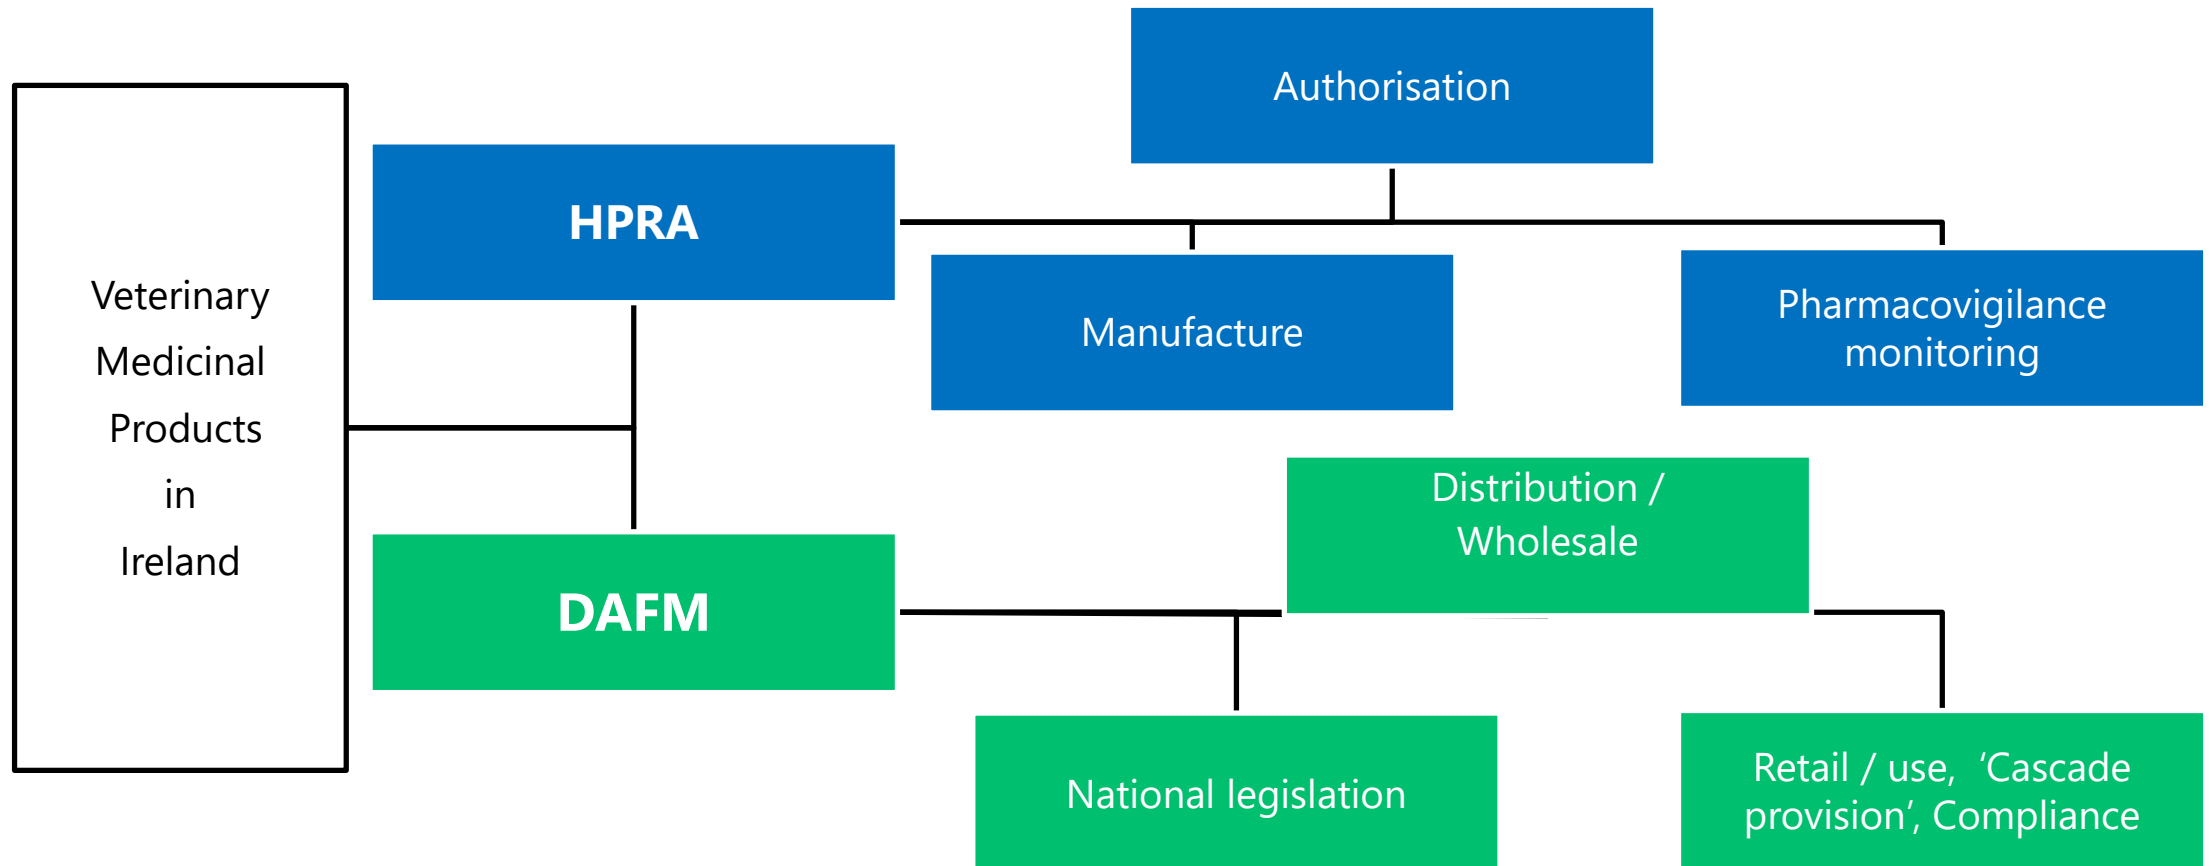 Veterinary
Medicinal
Products
in
Ireland
HPRA
Authorisation
Manufacture
Pharmacovigilance
monitoring
DAFM
Distribution /
Wholesale
National legislation
Retail / use, ‘Cascade
provision’, Compliance